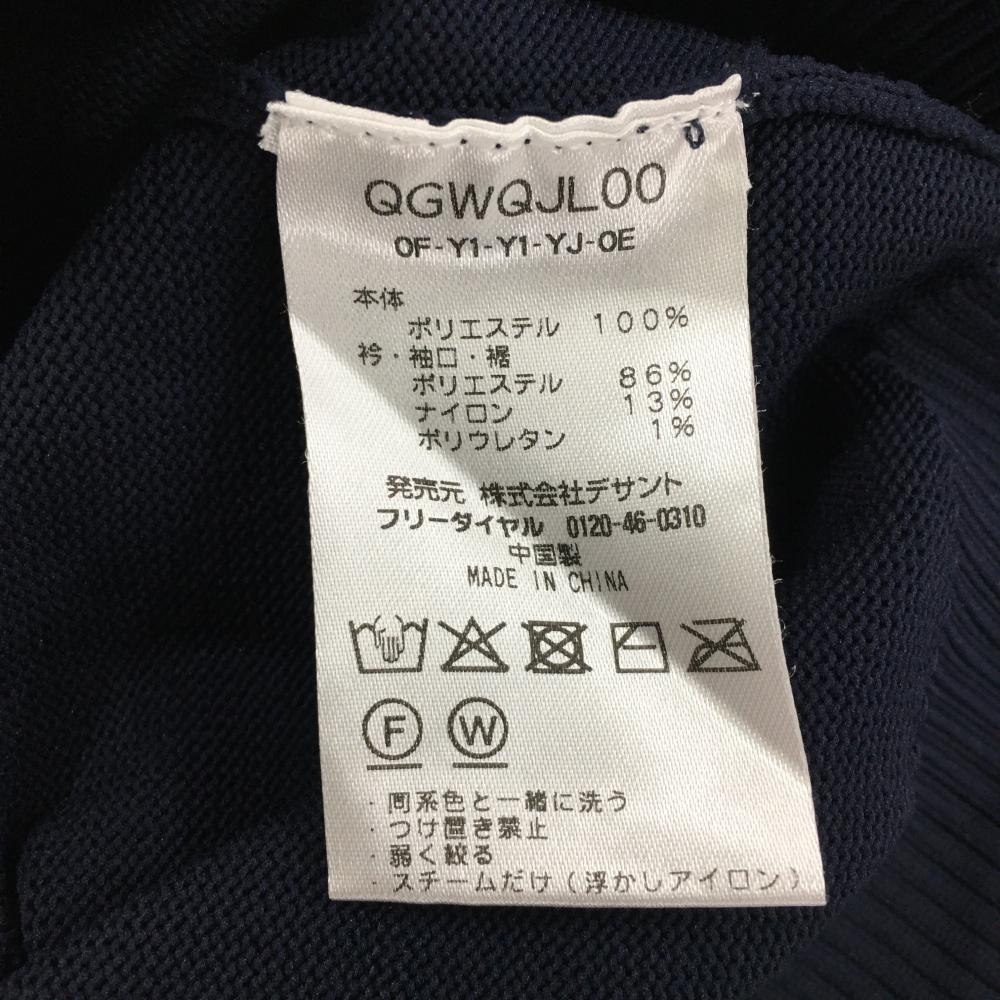 QGWQJL00
0F-Y1-Y1-YJ-0E
本体
ポリエステル 100%
衿・袖口・裾
ポリエステル 86%
ナイロン 13%
ポリウレタン 1%
発売元 株式会社デサント
フリーダイヤル 0120-46-0310
中国製
MADE IN CHINA
F W
・同系色と一緒に洗う
・つけ置き禁止
・弱く絞る
・スチームだけ(浮かしアイロン)